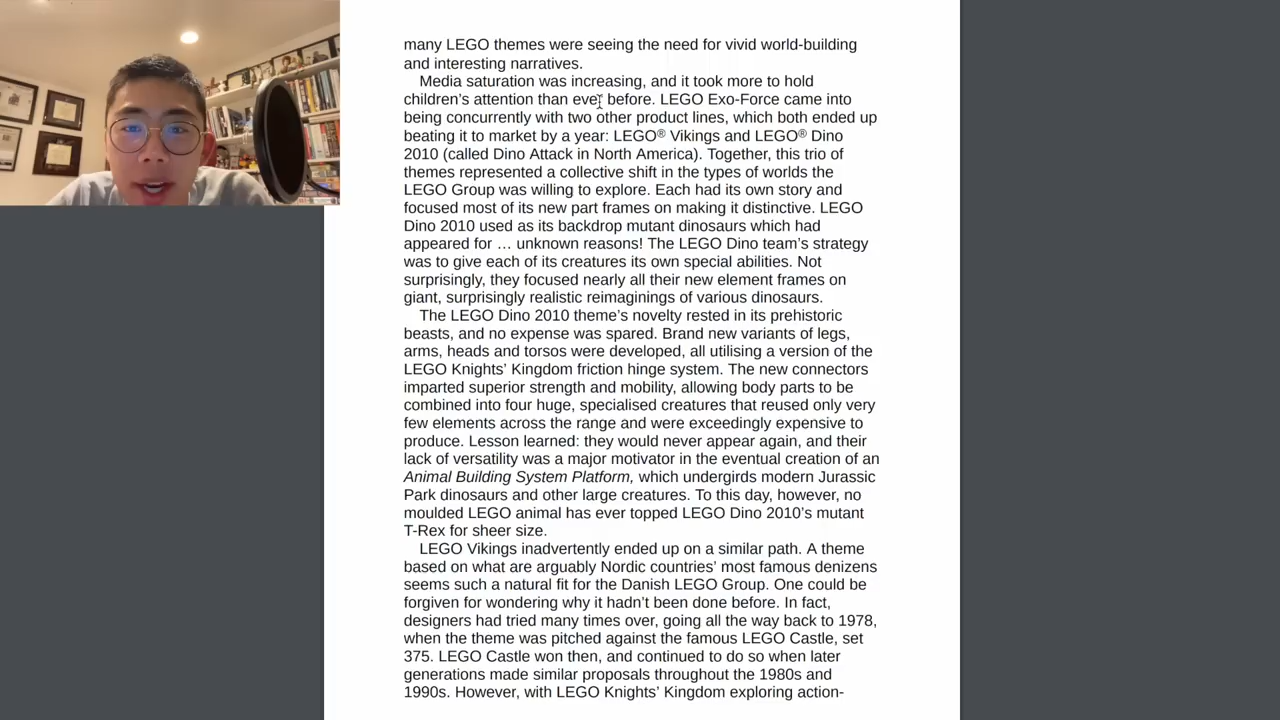 many LEGO themes were seeing the need for vivid world-building
and interesting narratives.
Media saturation was increasing, and it took more to hold
children's attention than ever before. LEGO Exo-Force came into
being concurrently with two other product lines, which both ended up
beating it to market by a year: LEGO® Vikings and LEGO® Dino
2010 (called Dino Attack in North America). Together, this trio of
themes represented a collective shift in the types of worlds the
LEGO Group was willing to explore. Each had its own story and
focused most of its new part frames on making it distinctive. LEGO
Dino 2010 used as its backdrop mutant dinosaurs which had
appeared for … unknown reasons! The LEGO Dino team's strategy
was to give each of its creatures its own special abilities. Not
surprisingly, they focused nearly all their new element frames on
giant, surprisingly realistic reimaginings of various dinosaurs.
The LEGO Dino 2010 theme's novelty rested in its prehistoric
beasts, and no expense was spared. Brand new variants of legs,
arms, heads and torsos were developed, all utilising a version of the
LEGO Knights' Kingdom friction hinge system. The new connectors
imparted superior strength and mobility, allowing body parts to be
combined into four huge, specialised creatures that reused only very
few elements across the range and were exceedingly expensive to
produce. Lesson learned: they would never appear again, and their
lack of versatility was a major motivator in the eventual creation of an
Animal Building System Platform, which undergirds modern Jurassic
Park dinosaurs and other large creatures. To this day, however, no
moulded LEGO animal has ever topped LEGO Dino 2010's mutant
T-Rex for sheer size.
LEGO Vikings inadvertently ended up on a similar path. A theme
based on what are arguably Nordic countries' most famous denizens
seems such a natural fit for the Danish LEGO Group. One could be
forgiven for wondering why it hadn't been done before. In fact,
designers had tried many times over, going all the way back to 1978,
when the theme was pitched against the famous LEGO Castle, set
375. LEGO Castle won then, and continued to do so when later
generations made similar proposals throughout the 1980s and
1990s. However, with LEGO Knights' Kingdom exploring action-